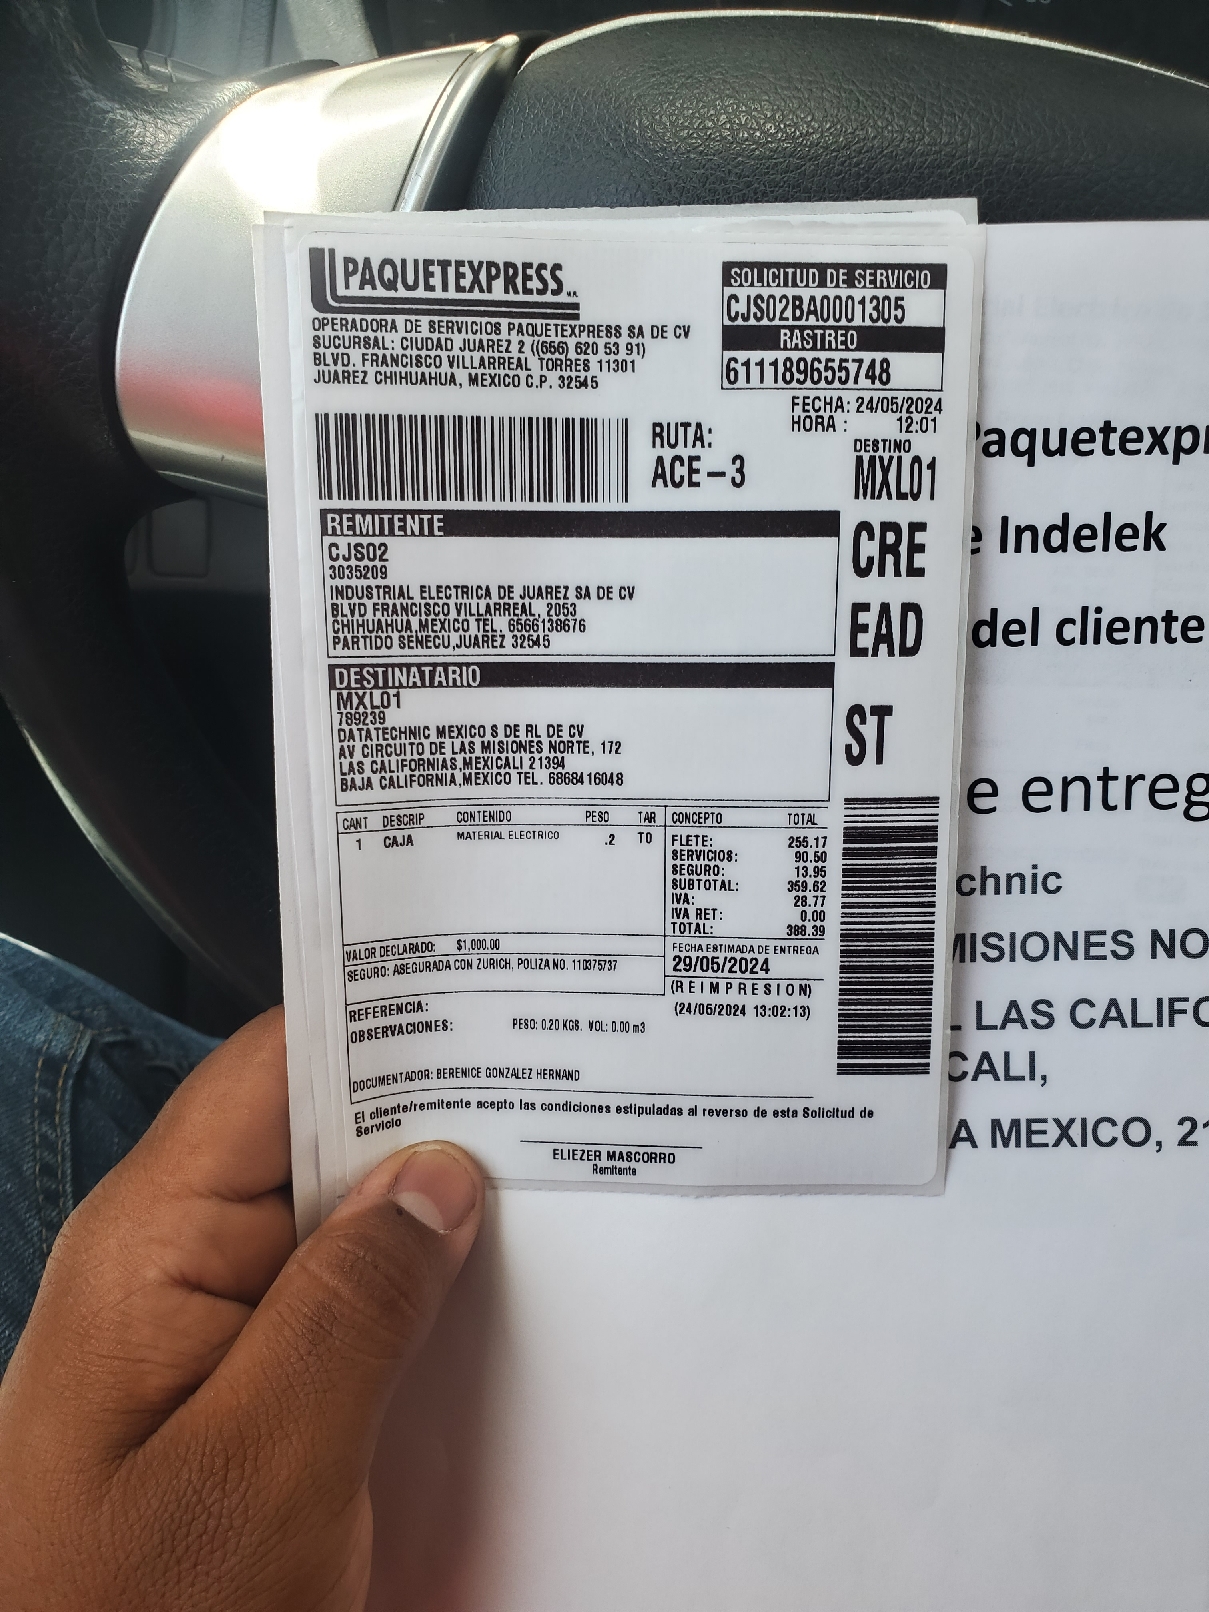 PAQUETEXPRESS
OPERADORA DE SERVICIOS PAQUETEXPRESS SA DE CV
SUCURSAL: CIUDAD JUAREZ 2 ((656) 620 53 91)
BLVD. FRANCISCO VILLARREAL TORRES 11301
JUAREZ CHIHUAHUA, MEXICO C.P. 32545
SOLICITUD DE SERVICIO
CJS02BA0001305
RASTREO
611189655748
FECHA: 24/05/2024
HORA : 12:01
RUTA:
ACE-3
DESTINO
MXL01
CRE
EAD
ST
REMITENTE
CJS02
3035209
INDUSTRIAL ELECTRICA DE JUAREZ SA DE CV
BLVD FRANCISCO VILLARREAL, 2053
CHIHUAHUA,MEXICO TEL. 6566138676
PARTIDO SENECU,JUAREZ 32545
DESTINATARIO
MXL01
789239
DATATECHNIC MEXICO S DE RL DE CV
AV CIRCUITO DE LAS MISIONES NORTE, 172
LAS CALIFORNIAS,MEXICALI 21394
BAJA CALIFORNIA,MEXICO TEL. 6868416048
CANT DESCRIP CONTENIDO PESO TAR
1 CAJA MATERIAL ELECTRICO .2 T0
CONCEPTO TOTAL
FLETE: 255.17
SERVICIOS: 90.50
SEGURO: 13.95
SUBTOTAL: 359.62
IVA: 28.77
IVA RET: 0.00
TOTAL: 388.39
VALOR DECLARADO: $1,000.00
SEGURO: ASEGURADA CON ZURICH, POLIZA NO. 110375737
FECHA ESTIMADA DE ENTREGA
29/05/2024
(REIMPRESION)
(24/05/2024 13:02:13)
REFERENCIA:
OBSERVACIONES: PESO: 0.20 KGS. VOL: 0.00 m3
DOCUMENTADOR: BERENICE GONZALEZ HERNAND
El cliente/remitente acepto las condiciones estipuladas al reverso de esta Solicitud de
Servicio
ELIEZER MASCORRO
Remitente
Paquetexpr
e Indelek
del cliente
e entreg
chnic
MISIONES NO
LAS CALIFO
CALI,
A MEXICO, 21